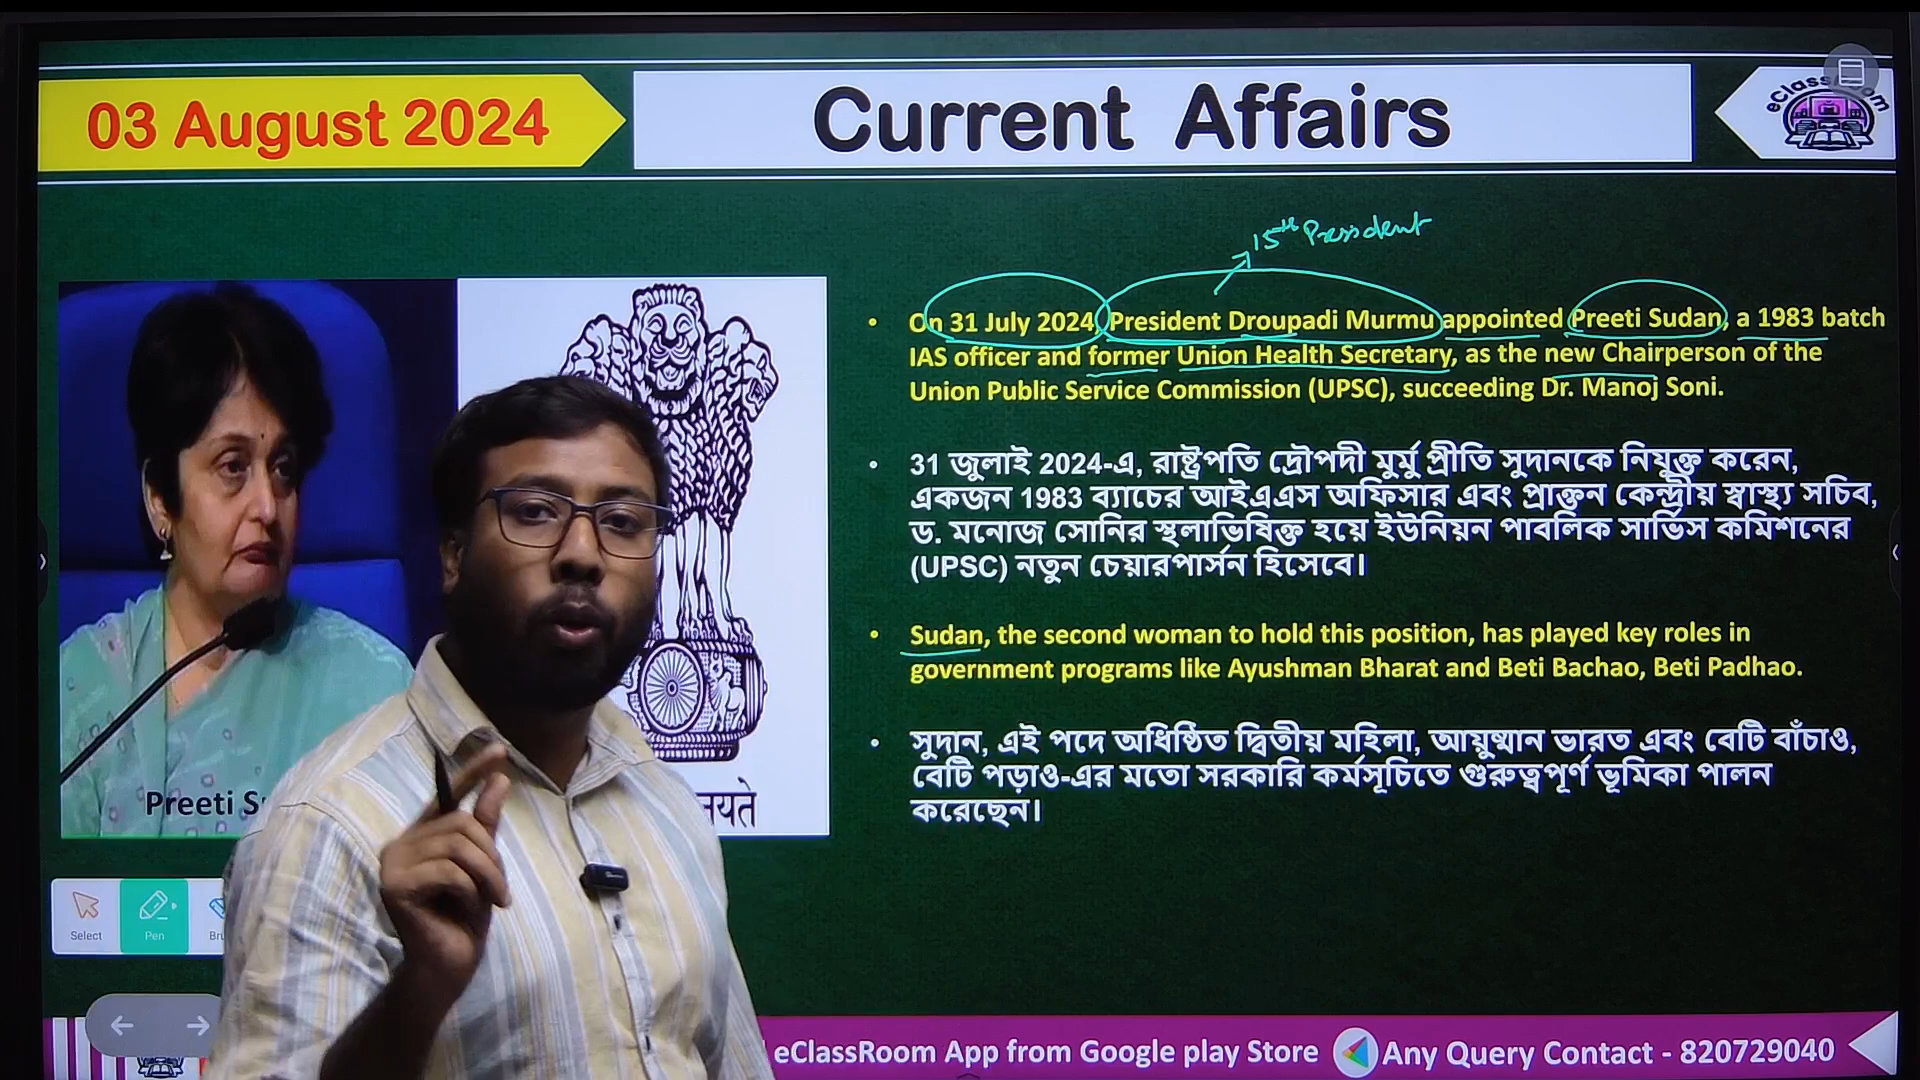 03 August 2024
Current Affairs
eClassRoom
15th President
On 31 July 2024, President Droupadi Murmu appointed Preeti Sudan, a 1983 batch
IAS officer and former Union Health Secretary, as the new Chairperson of the
Union Public Service Commission (UPSC), succeeding Dr. Manoj Soni.
31 জুলাই 2024-এ, রাষ্ট্রপতি দ্রৌপদী মুর্মু প্রীতি সুদানকে নিযুক্ত করেন,
একজন 1983 ব্যাচের আইএএস অফিসার এবং প্রাক্তন কেন্দ্রীয় স্বাস্থ্য সচিব,
ড. মনোজ সোনির স্থলাভিষিক্ত হয়ে ইউনিয়ন পাবলিক সার্ভিস কমিশনের
(UPSC) নতুন চেয়ারপার্সন হিসেবে।
Sudan, the second woman to hold this position, has played key roles in
government programs like Ayushman Bharat and Beti Bachao, Beti Padhao.
সুদান, এই পদে অধিষ্ঠিত দ্বিতীয় মহিলা, আয়ুষ্মান ভারত এবং বেটি বাঁচাও,
বেটি পড়াও-এর মতো সরকারি কর্মসূচিতে গুরুত্বপূর্ণ ভূমিকা পালন
করেছেন।
Preeti
Select Pen
eClassRoom App from Google play Store Any Query Contact - 820729040